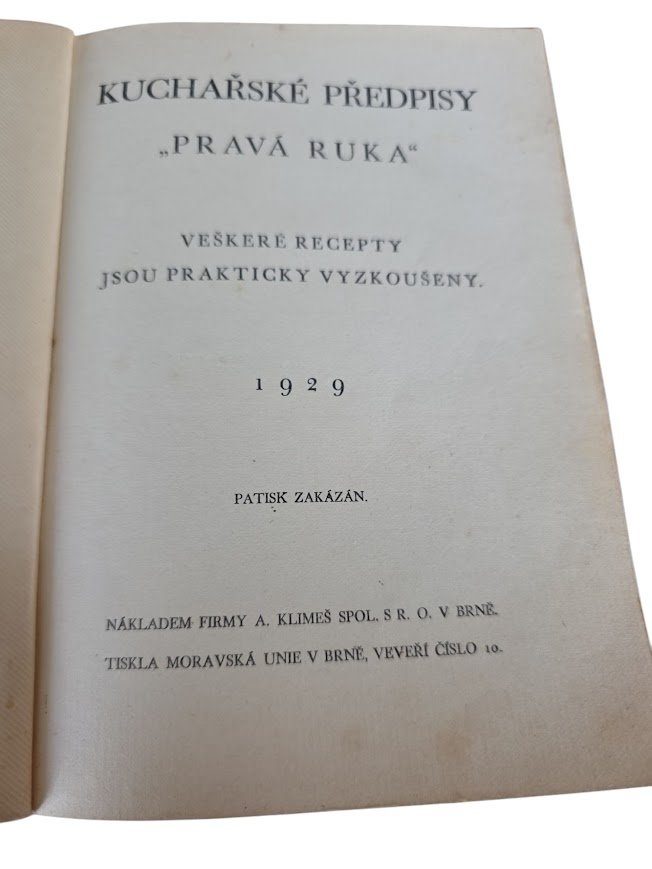 KUCHAŘSKÉ PŘEDPISY
„PRAVÁ RUKA“
VEŠKERÉ RECEPTY
JSOU PRAKTICKY VYZKOUŠENY.
1929
PATISK ZAKÁZÁN.
NÁKLADEM FIRMY A. KLIMEŠ SPOL. S R. O. V BRNĚ.
TISKLA MORAVSKÁ UNIE V BRNĚ, VEVEŘÍ ČÍSLO 10.